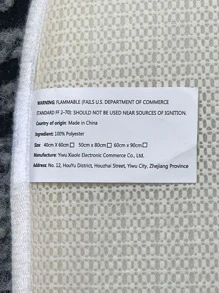 WARNING: FLAMMABLE (FAILS U.S. DEPARTMENT OF COMMERCE
STANDARD FF 2-70): SHOULD NOT BE USED NEAR SOURCES OF IGNITION.
Country of origin: Made in China
Ingredient: 100% Polyester
Size: 40cm X 60cm☐ 50cm x 80cm☐ 60cm x 90cm☐
Manufacture: Yiwu Xiaole Electronic Commerce Co., Ltd.
Address: No. 12, HouYu District, Houzhai Street, Yiwu City, Zhejiang Province